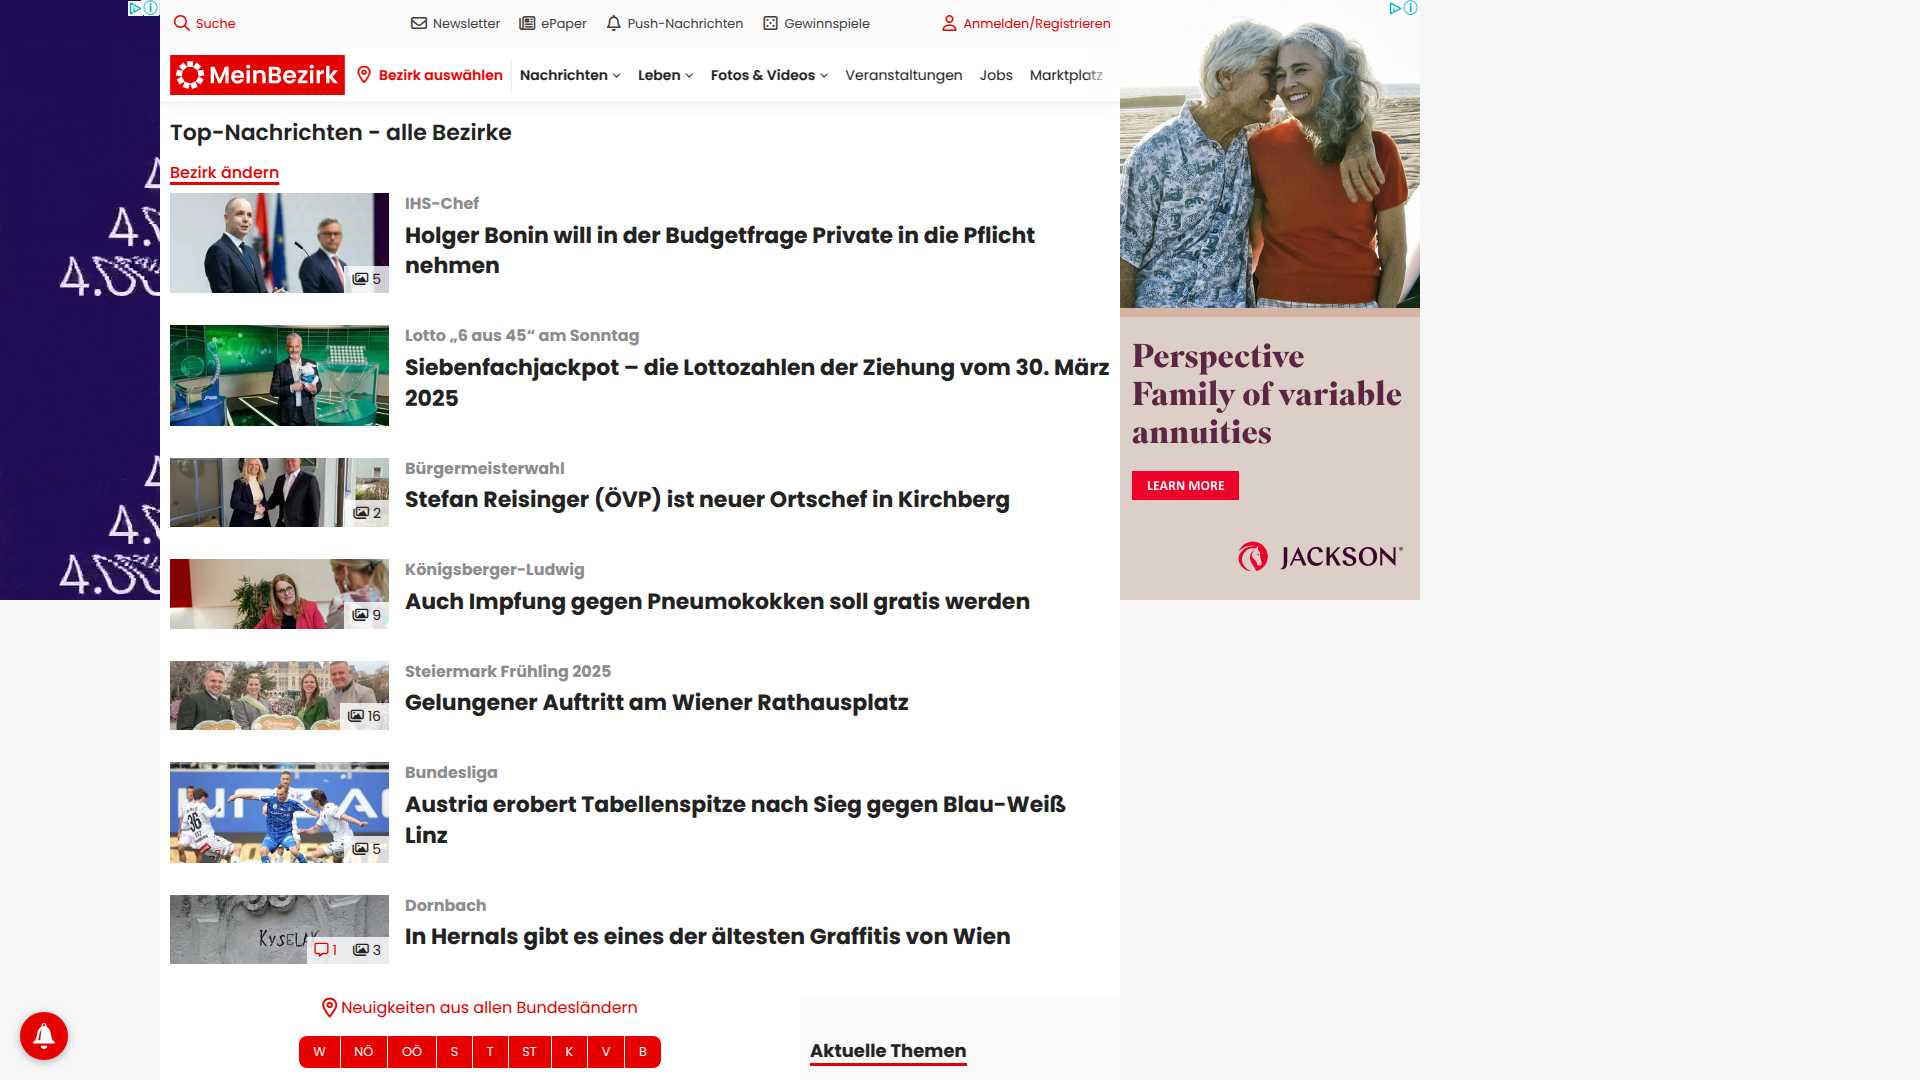 Suche
Newsletter
ePaper
Push-Nachrichten
Gewinnspiele
Anmelden/Registrieren
MeinBezirk
Bezirk auswählen
Nachrichten
Leben
Fotos & Videos
Veranstaltungen
Jobs
Marktplatz
Top-Nachrichten - alle Bezirke
Bezirk ändern
5
IHS-Chef
Holger Bonin will in der Budgetfrage Private in die Pflicht
nehmen
Lotto „6 aus 45“ am Sonntag
Siebenfachjackpot – die Lottozahlen der Ziehung vom 30. März
2025
2
Bürgermeisterwahl
Stefan Reisinger (ÖVP) ist neuer Ortschef in Kirchberg
9
Königsberger-Ludwig
Auch Impfung gegen Pneumokokken soll gratis werden
16
Steiermark Frühling 2025
Gelungener Auftritt am Wiener Rathausplatz
36
5
Bundesliga
Austria erobert Tabellenspitze nach Sieg gegen Blau-Weiß
Linz
KYSELAK
1
3
Dornbach
In Hernals gibt es eines der ältesten Graffitis von Wien
Neuigkeiten aus allen Bundesländern
W
NÖ
OÖ
S
T
ST
K
V
B
Aktuelle Themen
Perspective
Family of variable
annuities
LEARN MORE
JACKSON®